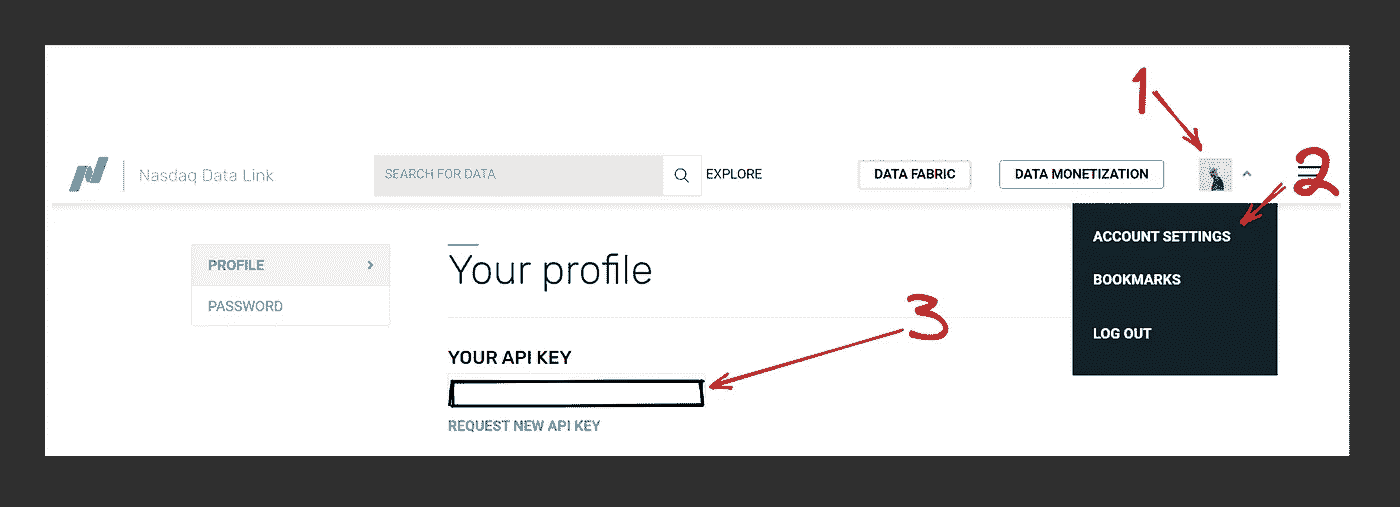 1
Nasdaq Data Link
SEARCH FOR DATA
EXPLORE
DATA FABRIC
DATA MONETIZATION
2
ACCOUNT SETTINGS
BOOKMARKS
LOG OUT
PROFILE
PASSWORD
Your profile
3
YOUR API KEY
REQUEST NEW API KEY